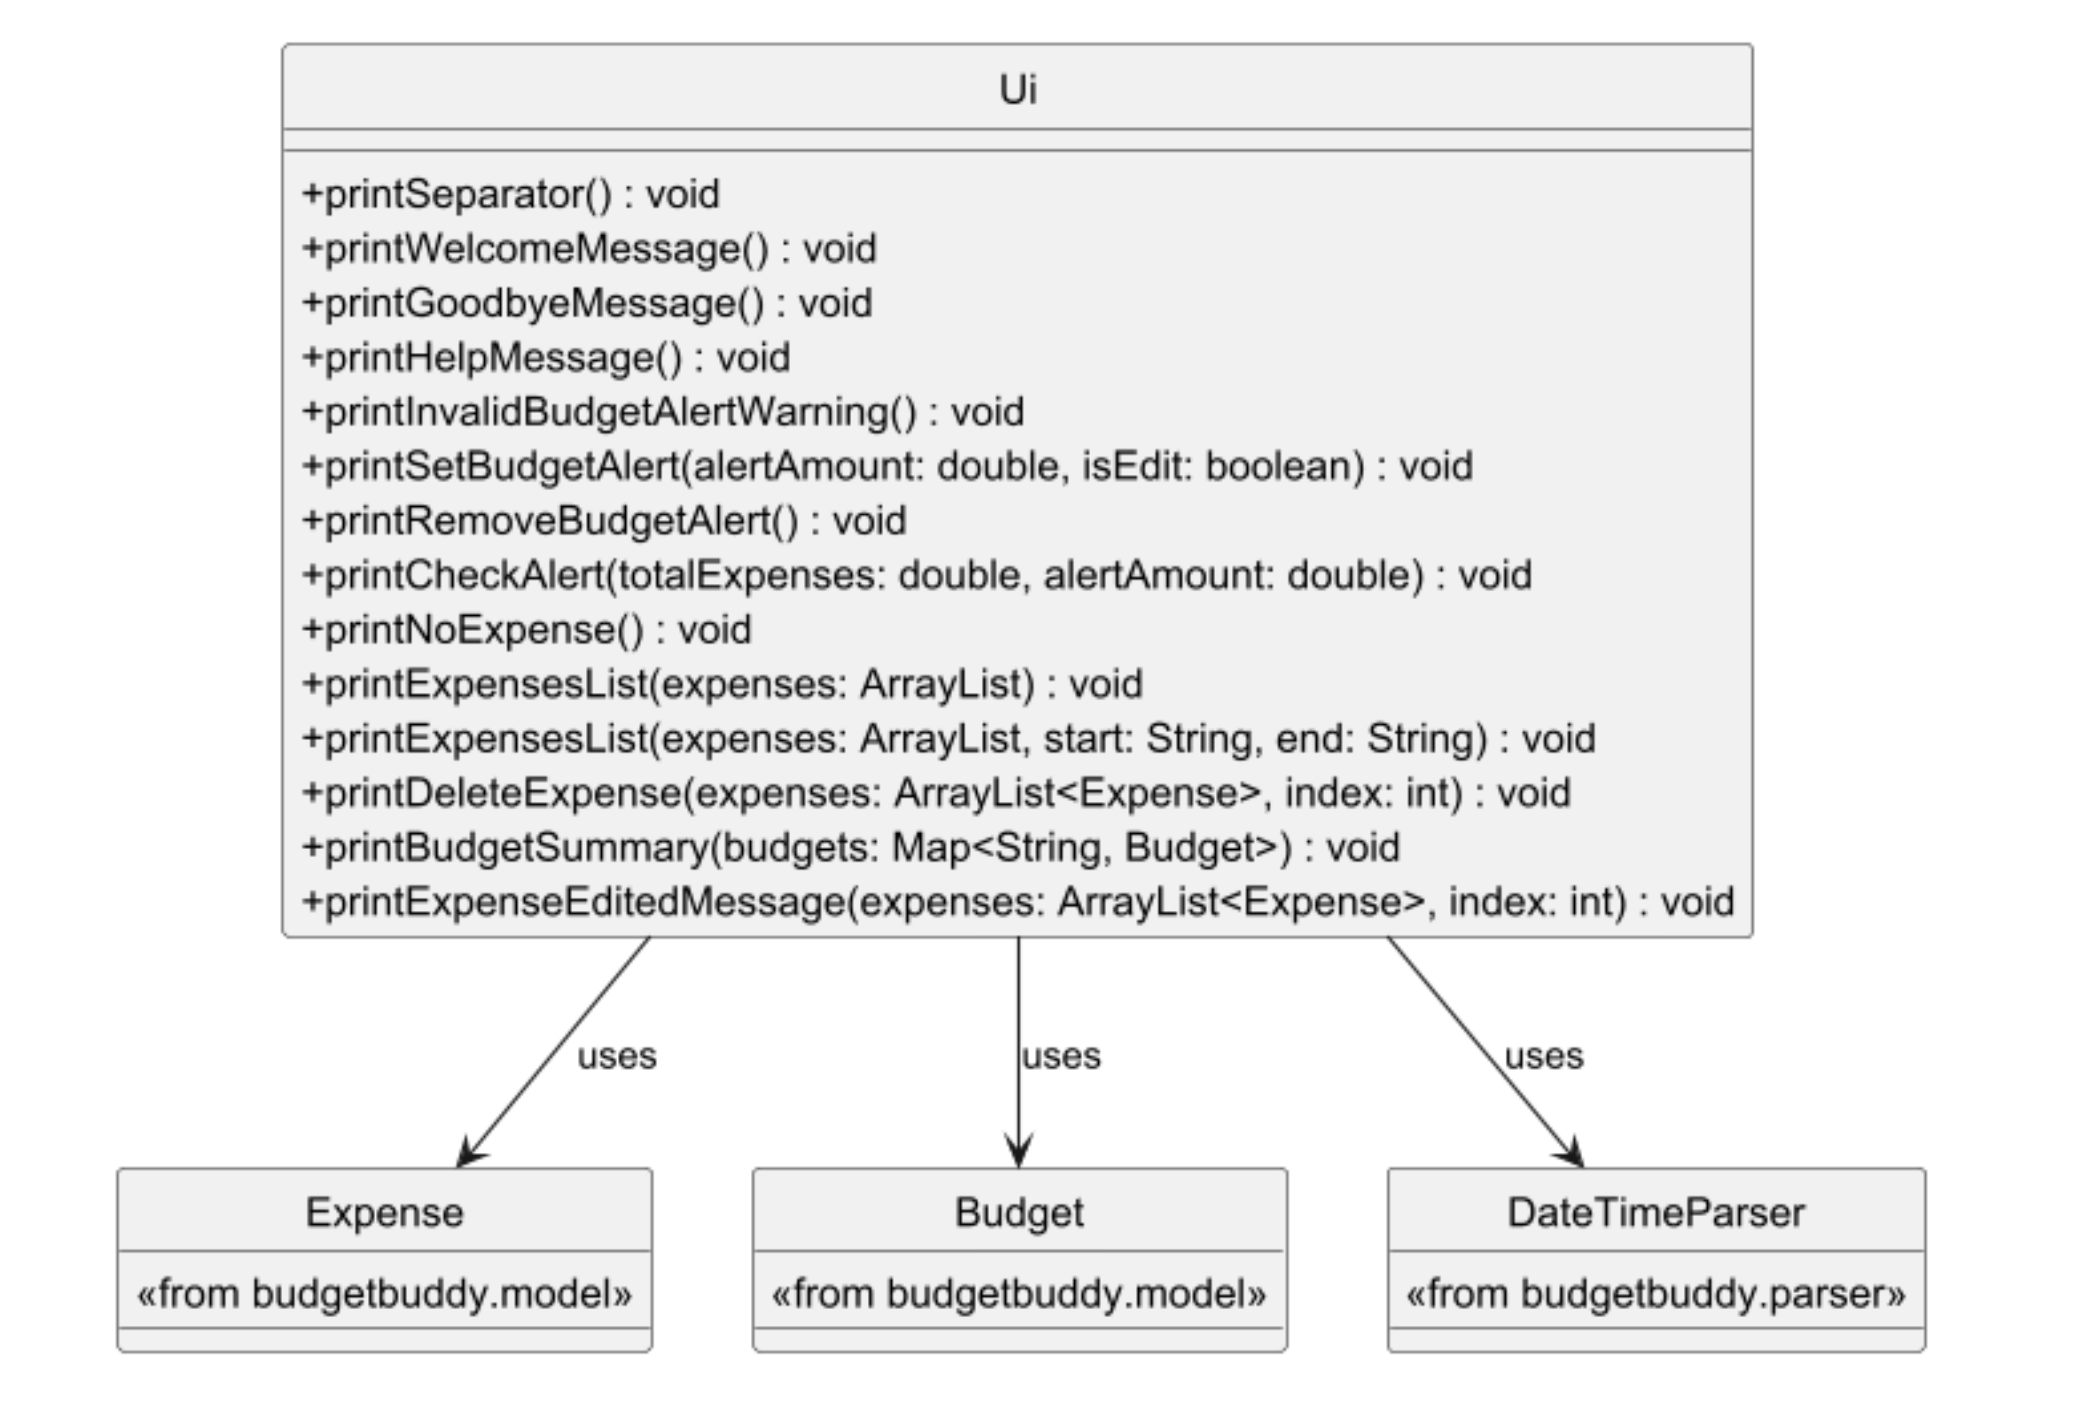 Ui
+printSeparator() : void
+printWelcomeMessage() : void
+printGoodbyeMessage() : void
+printHelpMessage() : void
+printInvalidBudgetAlertWarning() : void
+printSetBudgetAlert(alertAmount: double, isEdit: boolean) : void
+printRemoveBudgetAlert() : void
+printCheckAlert(totalExpenses: double, alertAmount: double) : void
+printNoExpense() : void
+printExpensesList(expenses: ArrayList) : void
+printExpensesList(expenses: ArrayList, start: String, end: String) : void
+printDeleteExpense(expenses: ArrayList<Expense>, index: int) : void
+printBudgetSummary(budgets: Map<String, Budget>) : void
+printExpenseEditedMessage(expenses: ArrayList<Expense>, index: int) : void
uses
uses
uses
Expense
«from budgetbuddy.model»
Budget
«from budgetbuddy.model»
DateTimeParser
«from budgetbuddy.parser»